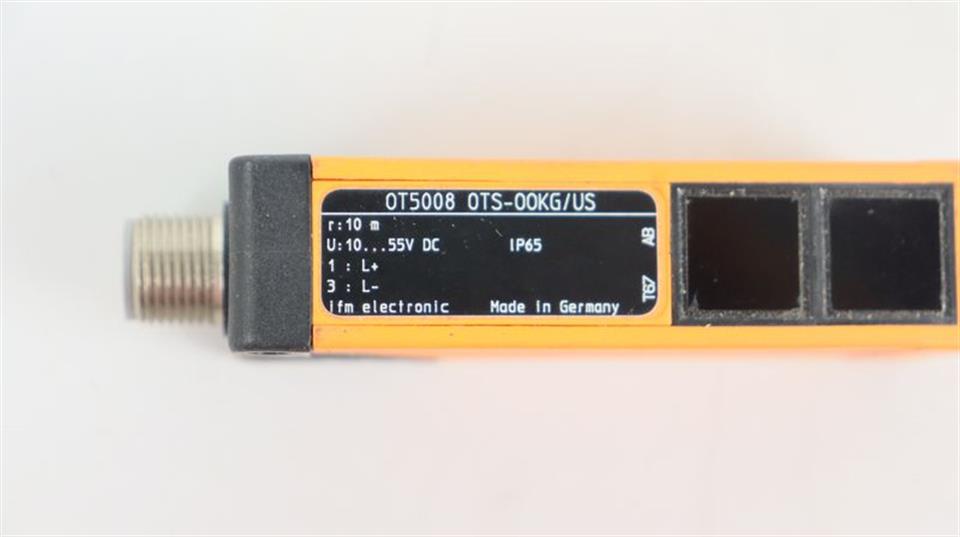 OT5008 OTS-OOKG/US
r:10 m
U:10...55V DC IP65
1 : L+
3 : L-
ifm electronic Made in Germany
AB
T67